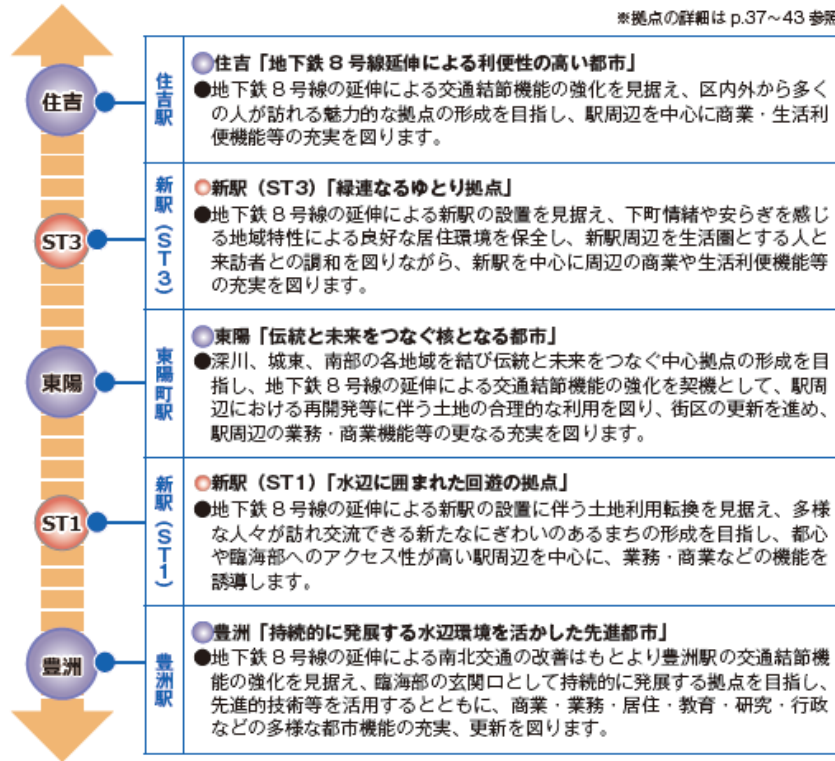 ※拠点の詳細は p.37～43 参照
住吉
住吉駅
●住吉「地下鉄８号線延伸による利便性の高い都市」
●地下鉄８号線の延伸による交通結節機能の強化を見据え、区内外から多く
の人が訪れる魅力的な拠点の形成を目指し、駅周辺を中心に商業・生活利
便機能等の充実を図ります。
ST3
新駅（ST3）
●新駅（ST3）「緑連なるゆとり拠点」
●地下鉄８号線の延伸による新駅の設置を見据え、下町情緒や安らぎを感じ
る地域特性による良好な居住環境を保全し、新駅周辺を生活圏とする人と
来訪者との調和を図りながら、新駅を中心に周辺の商業や生活利便機能等
の充実を図ります。
東陽
東陽町駅
●東陽「伝統と未来をつなぐ核となる都市」
●深川、城東、南部の各地域を結び伝統と未来をつなぐ中心拠点の形成を目
指し、地下鉄８号線の延伸による交通結節機能の強化を契機として、駅周
辺における再開発等に伴う土地の合理的な利用を図り、街区の更新を進め、
駅周辺の業務・商業機能等の更なる充実を図ります。
ST1
新駅（ST1）
●新駅（ST1）「水辺に囲まれた回遊の拠点」
●地下鉄８号線の延伸による新駅の設置に伴う土地利用転換を見据え、多様
な人々が訪れ交流できる新たなにぎわいのあるまちの形成を目指し、都心
や臨海部へのアクセス性が高い駅周辺を中心に、業務・商業などの機能を
誘導します。
豊洲
豊洲駅
●豊洲「持続的に発展する水辺環境を活かした先進都市」
●地下鉄８号線の延伸による南北交通の改善はもとより豊洲駅の交通結節機
能の強化を見据え、臨海部の玄関口として持続的に発展する拠点を目指し、
先進的技術等を活用するとともに、商業・業務・居住・教育・研究・行政
などの多様な都市機能の充実、更新を図ります。